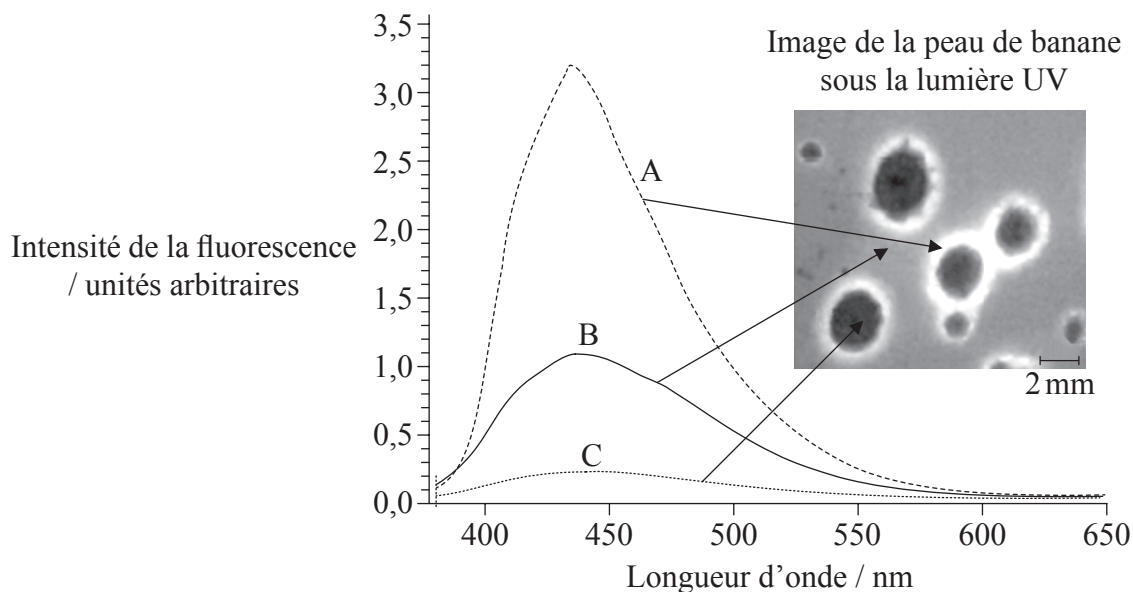 Image de la peau de banane
sous la lumière UV
Intensité de la fluorescence
/ unités arbitraires
3,5
3,0
2,5
2,0
1,5
1,0
0,5
0,0
A
B
C
2 mm
400 450 500 550 600 650
Longueur d’onde / nm